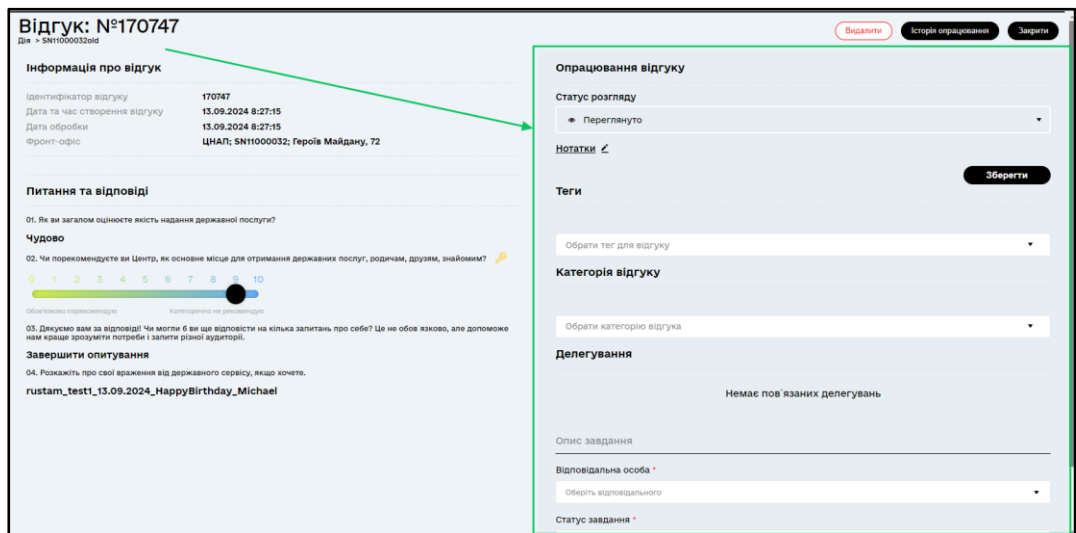 Відгук: №170747
Дія > SN11000032old
Видалити
Історія опрацювання
Закрити
Інформація про відгук
Ідентифікатор відгуку 170747
Дата та час створення відгуку 13.09.2024 8:27:15
Дата обробки 13.09.2024 8:27:15
Фронт-офіс ЦНАП; SN11000032; Героїв Майдану, 72
Питання та відповіді
01. Як ви загалом оцінюєте якість надання державної послуги?
Чудово
02. Чи порекомендуєте ви Центр, як основне місце для отримання державних послуг, родичам, друзям, знайомим?
0 1 2 3 4 5 6 7 8 9 10
Обов'язково порекомендую Категорично не рекомендую
03. Дякуємо вам за відповіді! Чи могли б ви ще відповісти на кілька запитань про себе? Це не обов`язково, але допоможе
нам краще зрозуміти потреби і запити різної аудиторії.
Завершити опитування
04. Розкажіть про свої враження від державного сервісу, якщо хочете.
rustam_test1_13.09.2024_HappyBirthday_Michael
Опрацювання відгуку
Статус розгляду
Переглянуто
Нотатки
Зберегти
Теги
Обрати тег для відгуку
Категорія відгуку
Обрати категорію відгука
Делегування
Немає пов`язаних делегувань
Опис завдання
Відповідальна особа *
Оберіть відповідального
Статус завдання *